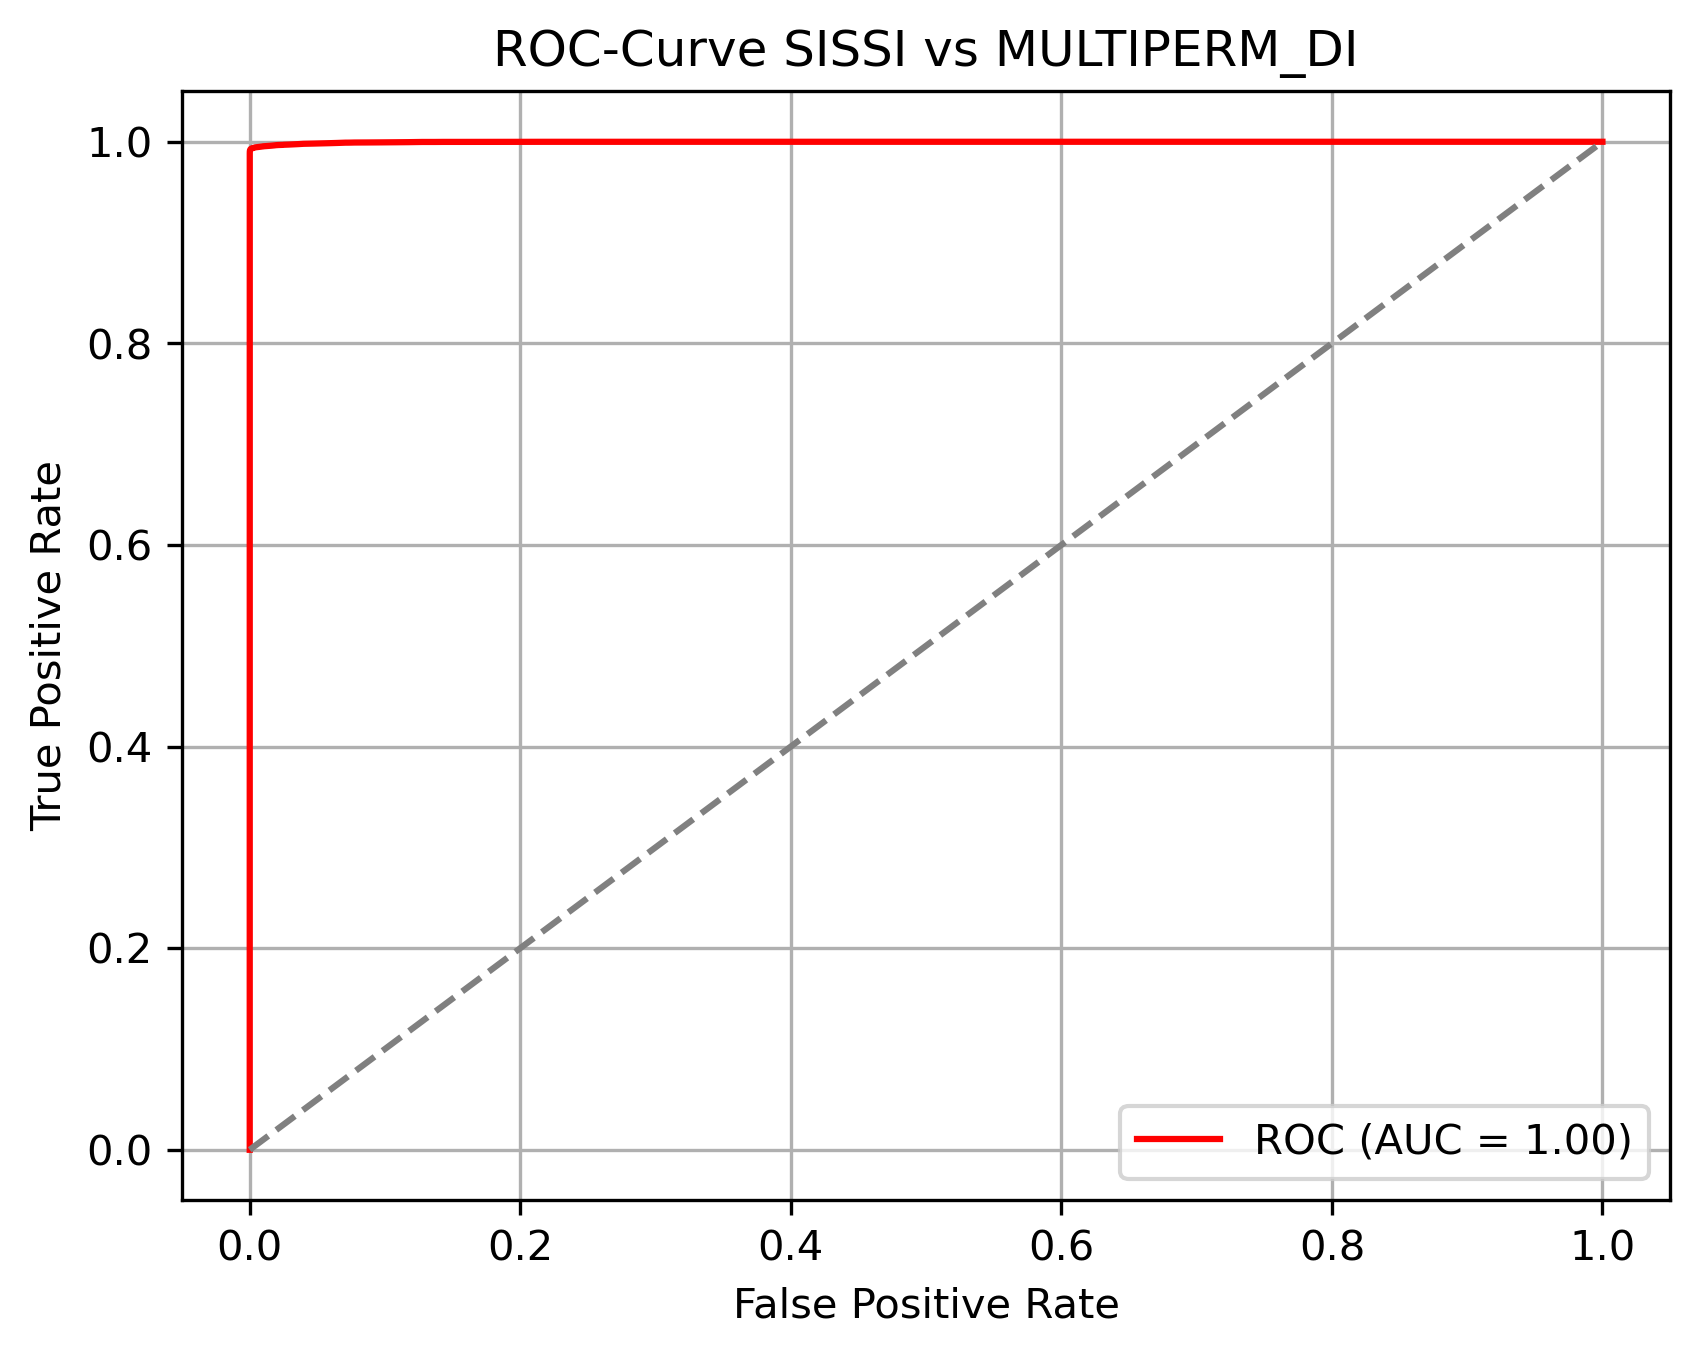 ROC-Curve SISSI vs MULTIPERM_DI
1.0
0.8
0.6
0.4
0.2
0.0
True Positive Rate
ROC (AUC = 1.00)
0.0 0.2 0.4 0.6 0.8 1.0
False Positive Rate